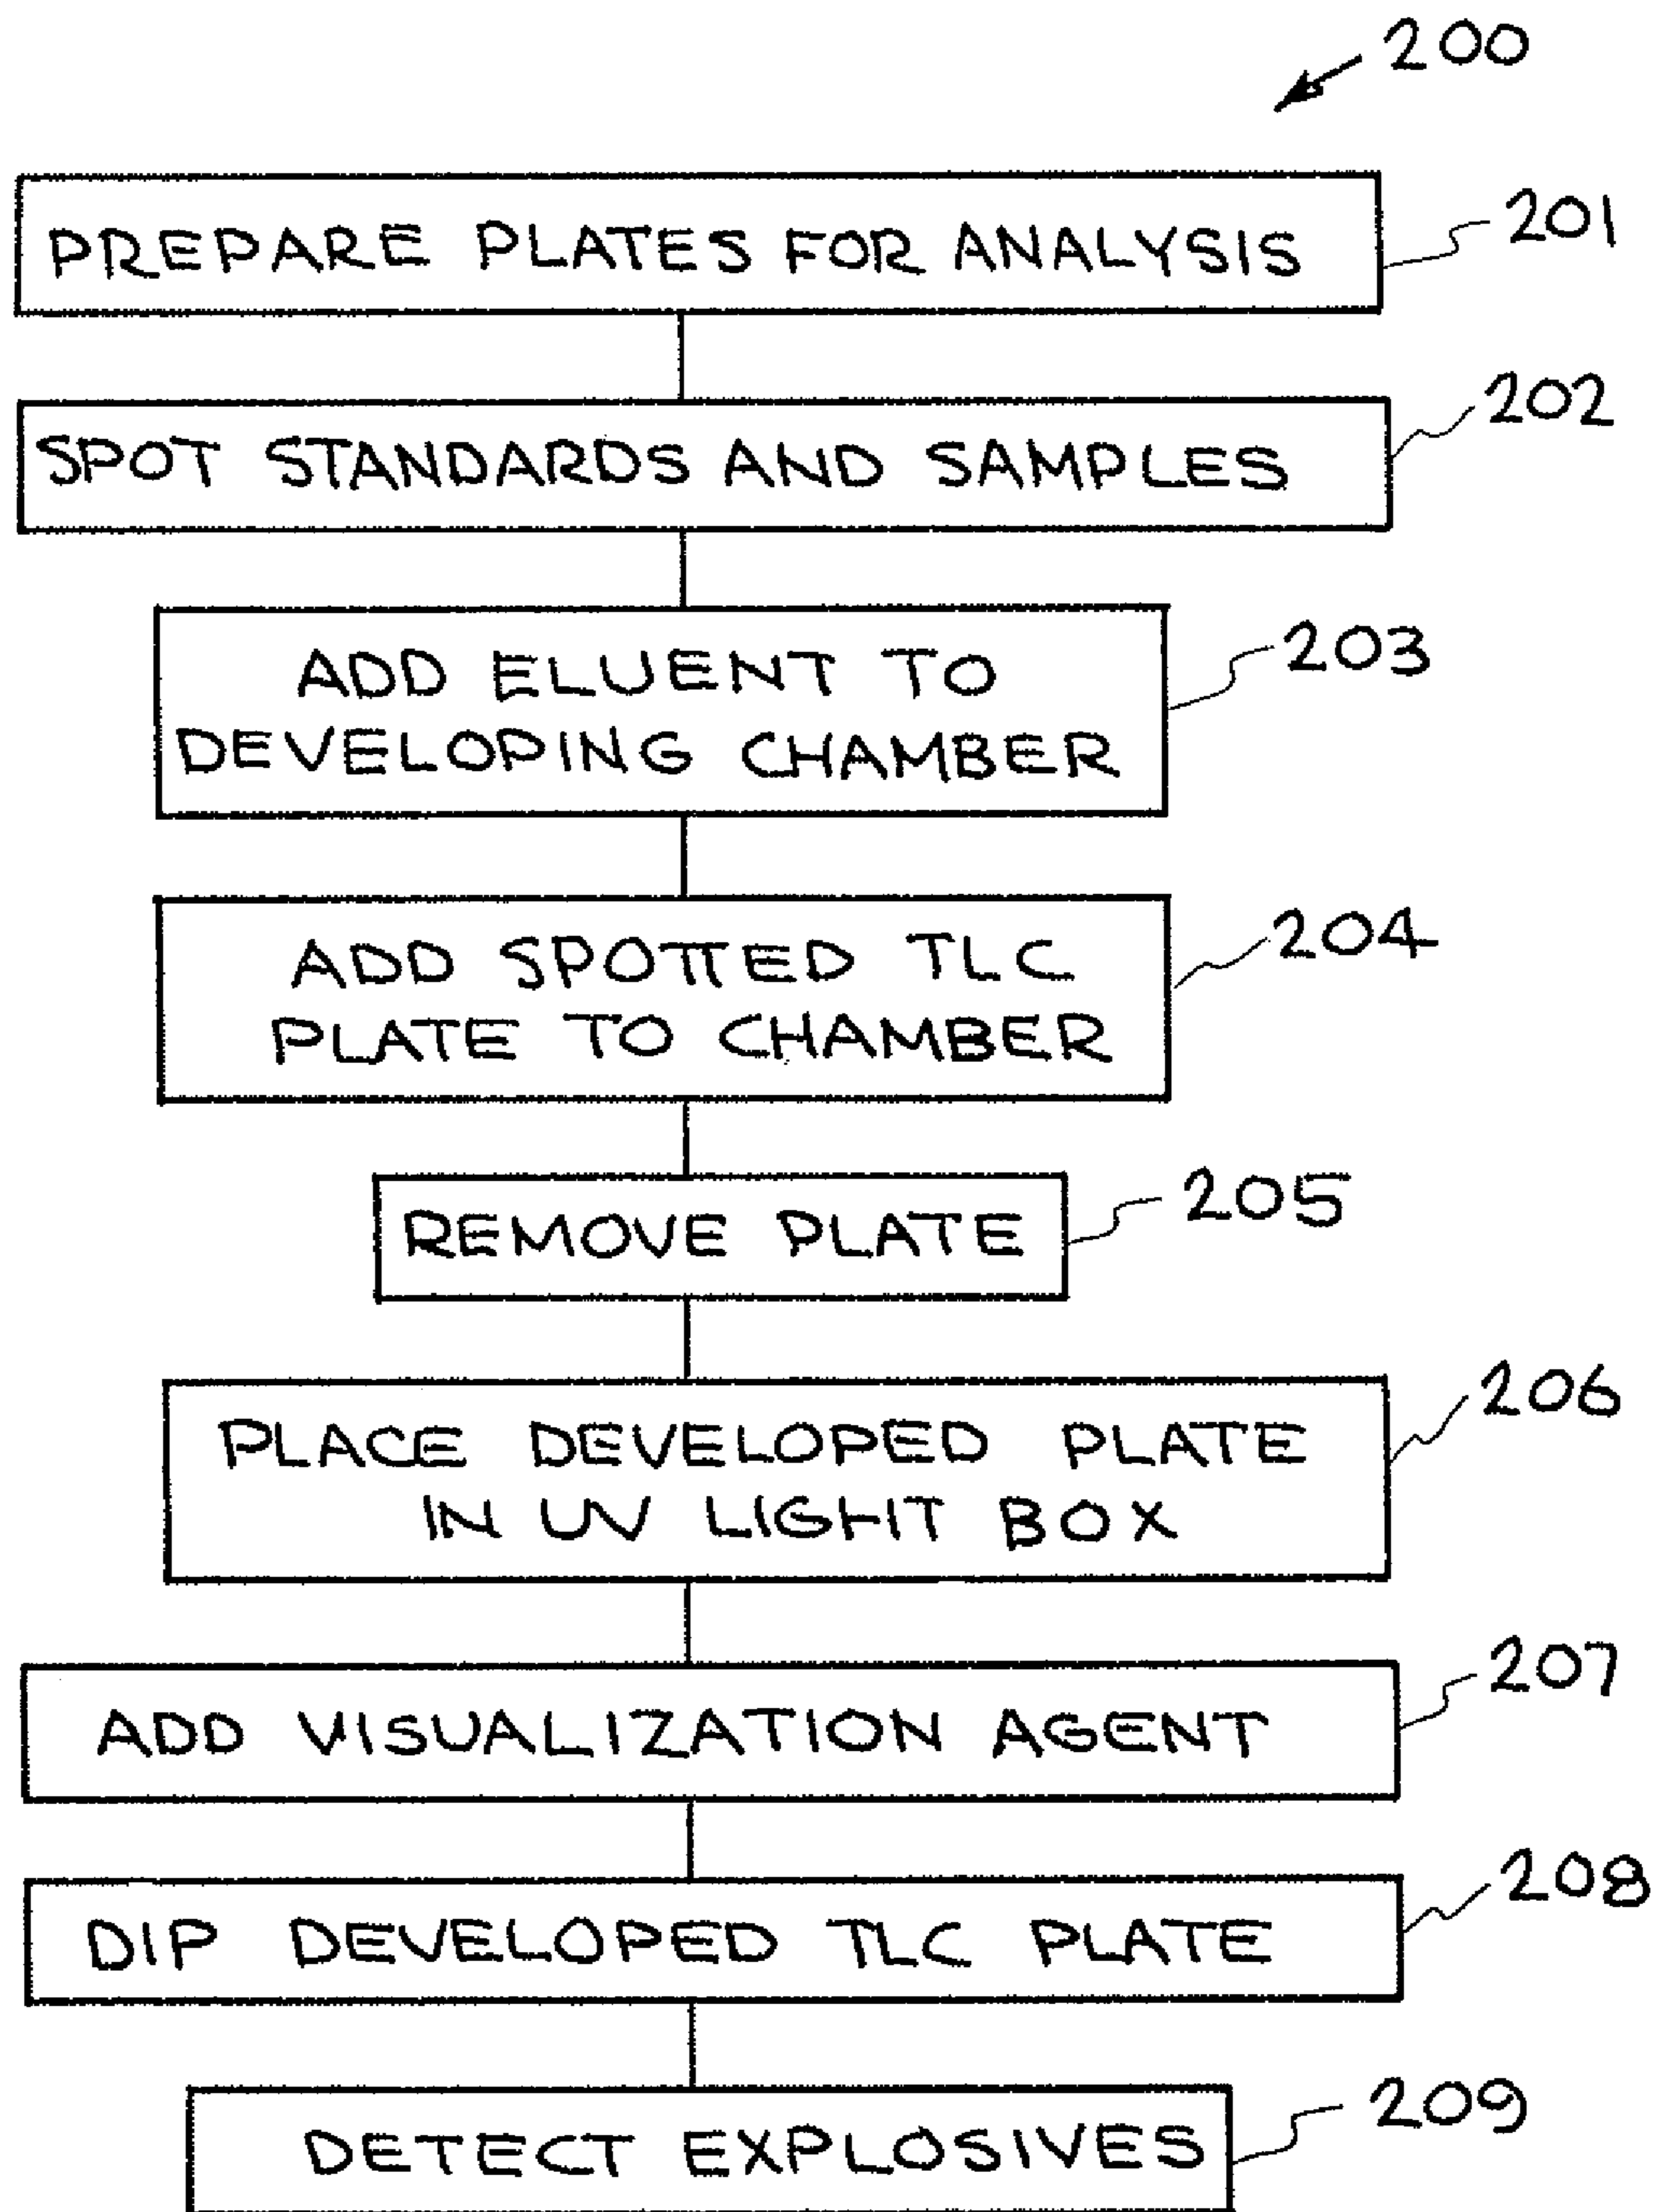 200
PREPARE PLATES FOR ANALYSIS
201
SPOT STANDARDS AND SAMPLES
202
ADD ELUENT TO
DEVELOPING CHAMBER
203
ADD SPOTTED TLC
PLATE TO CHAMBER
204
REMOVE PLATE
205
PLACE DEVELOPED PLATE
IN UV LIGHT BOX
206
ADD VISUALIZATION AGENT
207
DIP DEVELOPED TLC PLATE
208
DETECT EXPLOSIVES
209